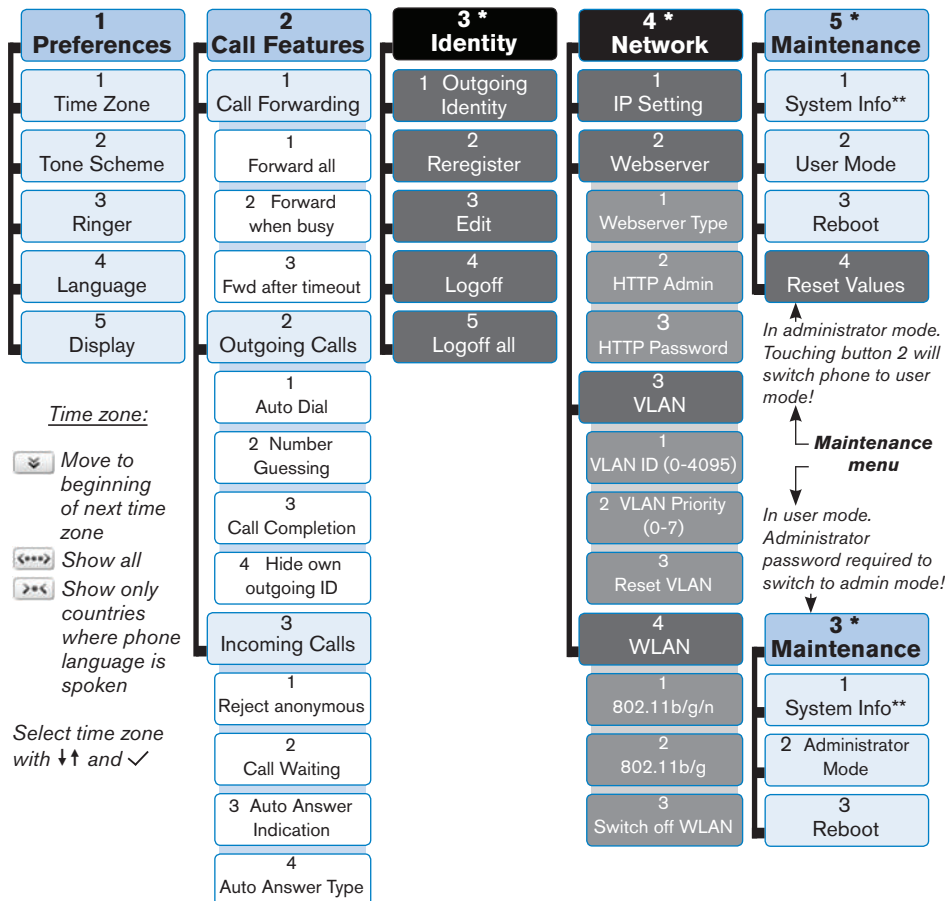 1
Preferences
1
Time Zone
2
Tone Scheme
3
Ringer
4
Language
5
Display
Time zone:
Move to
beginning
of next time
zone
Show all
Show only
countries
where phone
language is
spoken
Select time zone
with ↓↑ and ✓
2
Call Features
1
Call Forwarding
1
Forward all
2 Forward
when busy
3
Fwd after timeout
2
Outgoing Calls
1
Auto Dial
2 Number
Guessing
3
Call Completion
4 Hide own
outgoing ID
3
Incoming Calls
1
Reject anonymous
2
Call Waiting
3 Auto Answer
Indication
4
Auto Answer Type
3 *
Identity
1 Outgoing
Identity
2
Reregister
3
Edit
4
Logoff
5
Logoff all
4 *
Network
1
IP Setting
2
Webserver
1
Webserver Type
2
HTTP Admin
3
HTTP Password
3
VLAN
1
VLAN ID (0-4095)
2 VLAN Priority
(0-7)
3
Reset VLAN
4
WLAN
1
802.11b/g/n
2
802.11b/g
3
Switch off WLAN
5 *
Maintenance
1
System Info**
2
User Mode
3
Reboot
4
Reset Values
In administrator mode.
Touching button 2 will
switch phone to user
mode!
Maintenance
menu
In user mode.
Administrator
password required to
switch to admin mode!
3 *
Maintenance
1
System Info**
2 Administrator
Mode
3
Reboot